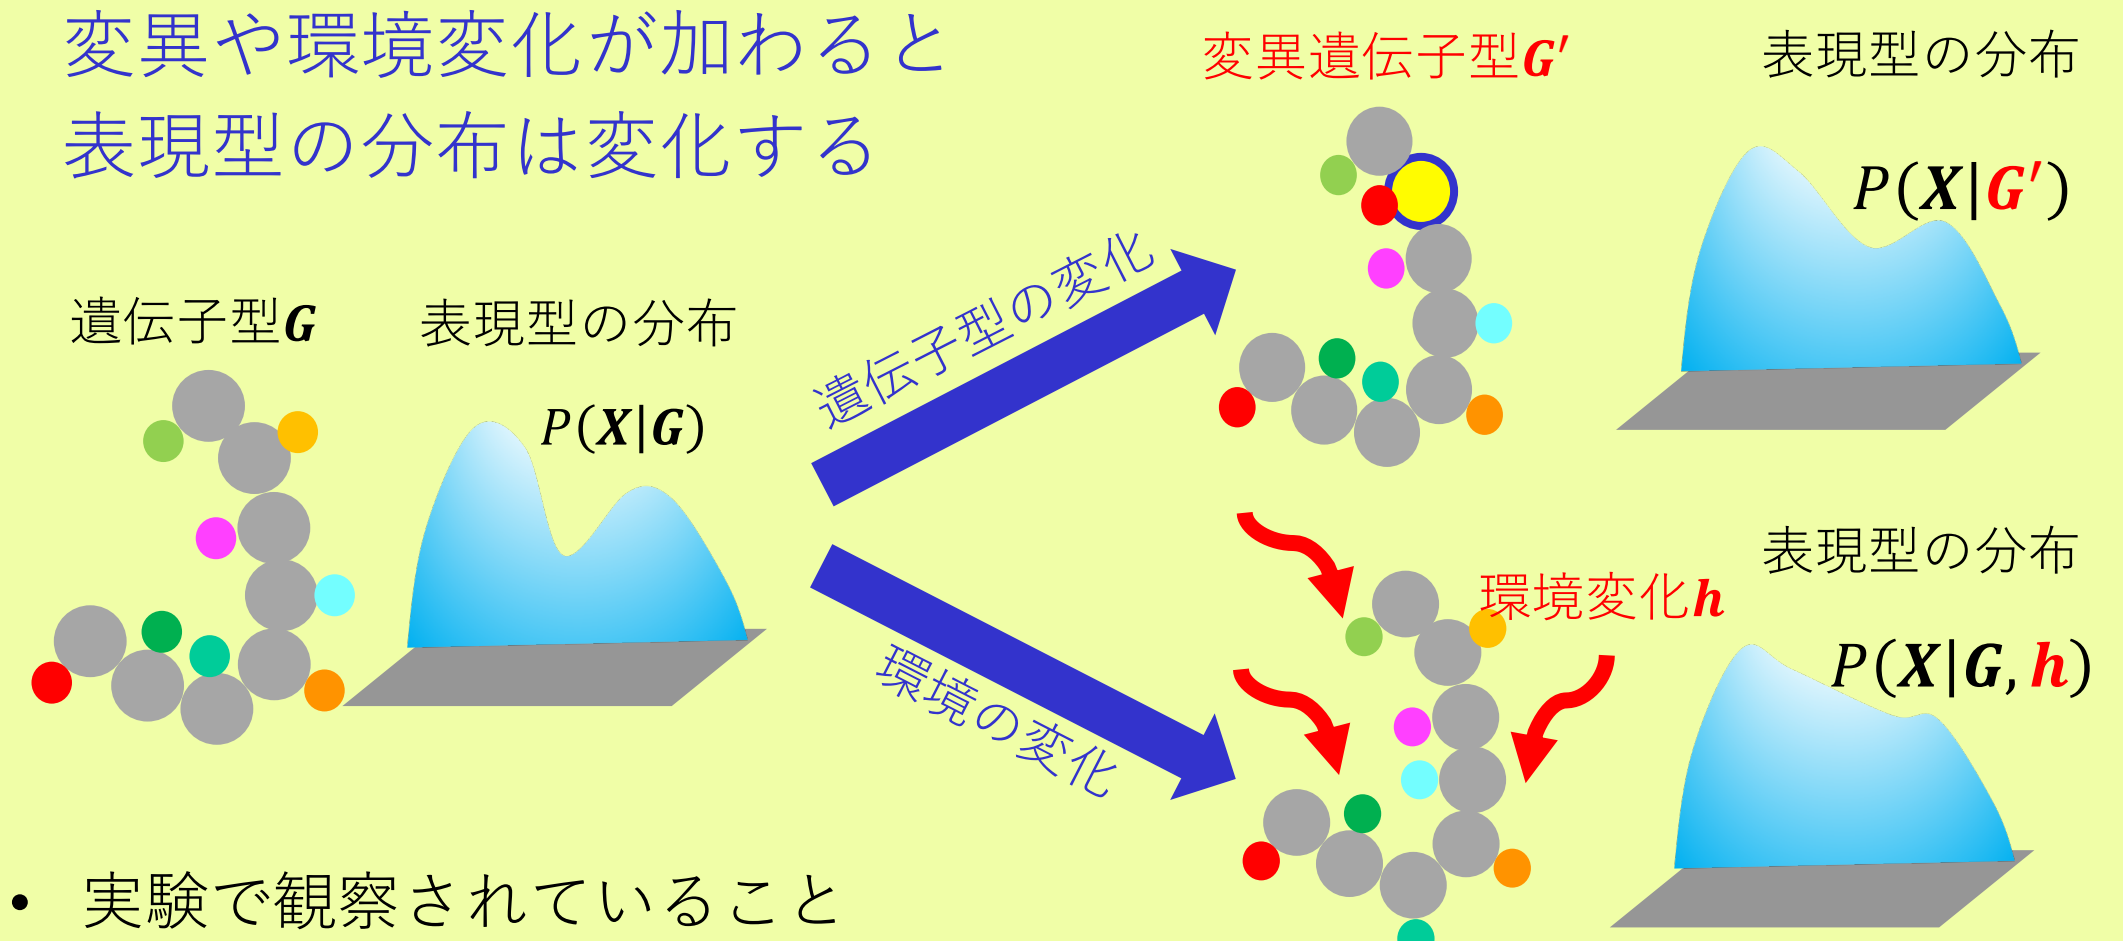 変異や環境変化が加わると
表現型の分布は変化する
遺伝子型G
表現型の分布
P(X|G)
遺伝子型の変化
環境の変化
変異遺伝子型G′
表現型の分布
P(X|G′)
環境変化h
表現型の分布
P(X|G, h)
• 実験で観察されていること